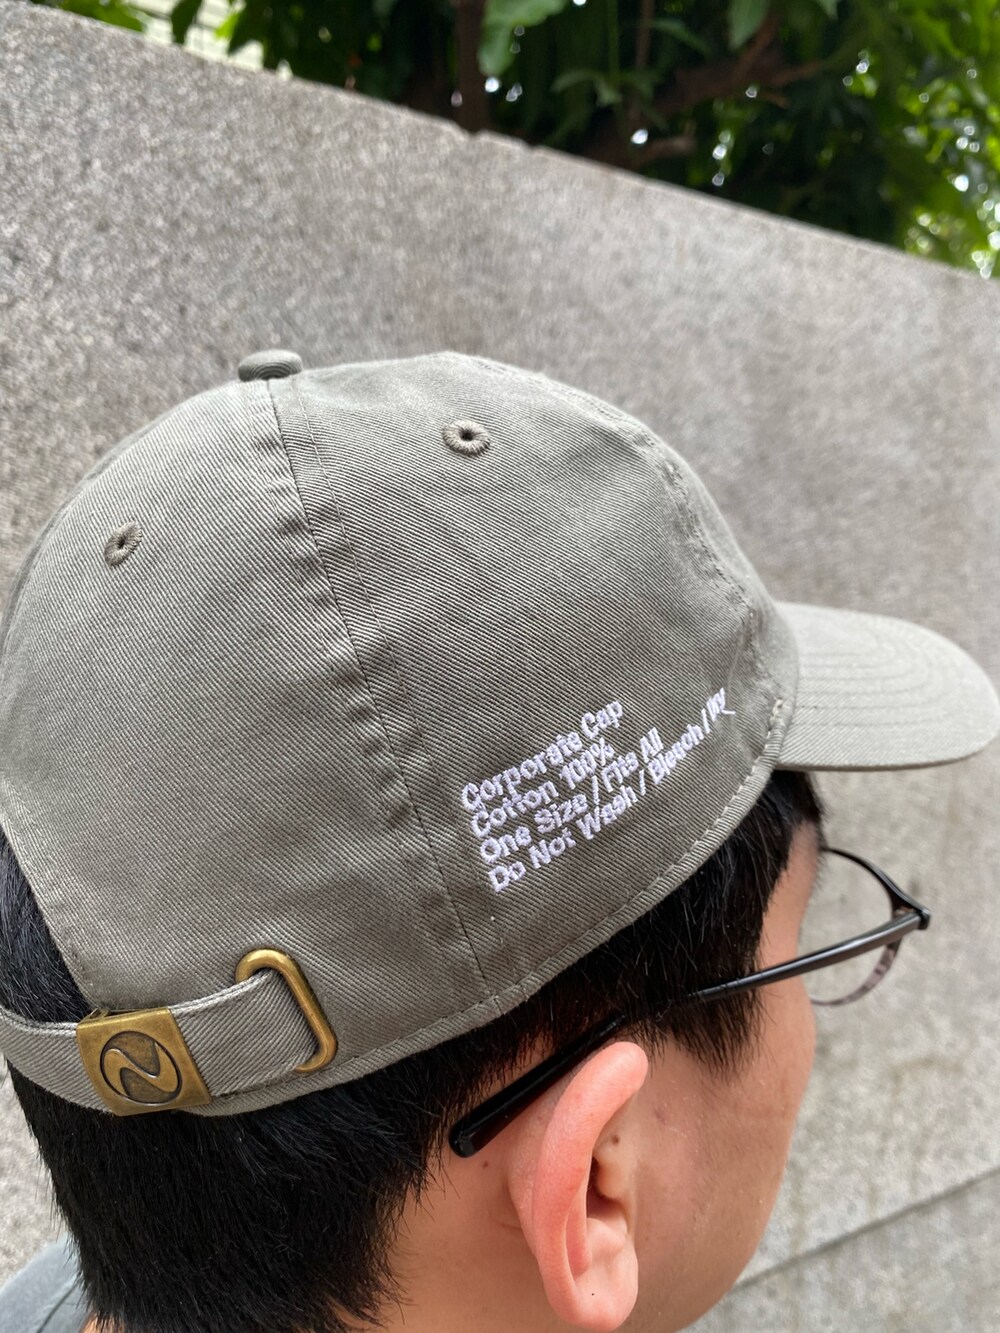 Corporate Cap
Cotton 100%
One Size / Fits All
Do Not Wash / Bleach / Dry